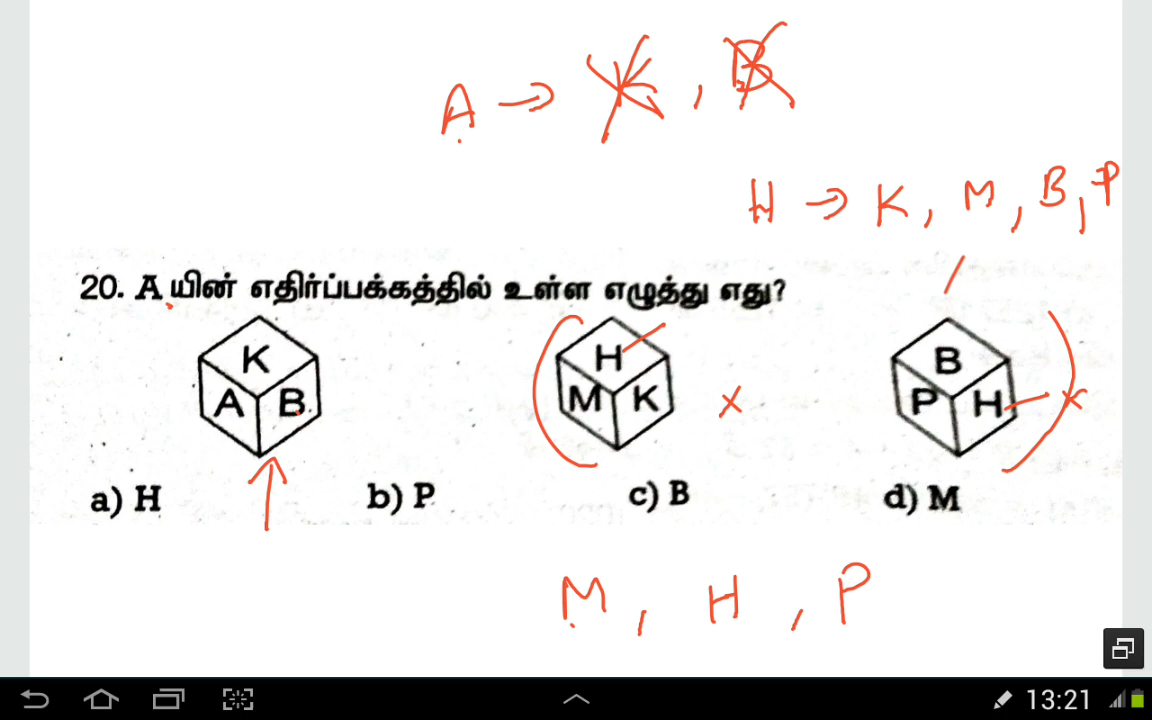 A → K, B
H → K, M, B, P
20. A யின் எதிர்ப்பக்கத்தில் உள்ள எழுத்து எது?
K A B H M K B P H
a) H b) P c) B d) M
M, H, P
13:21